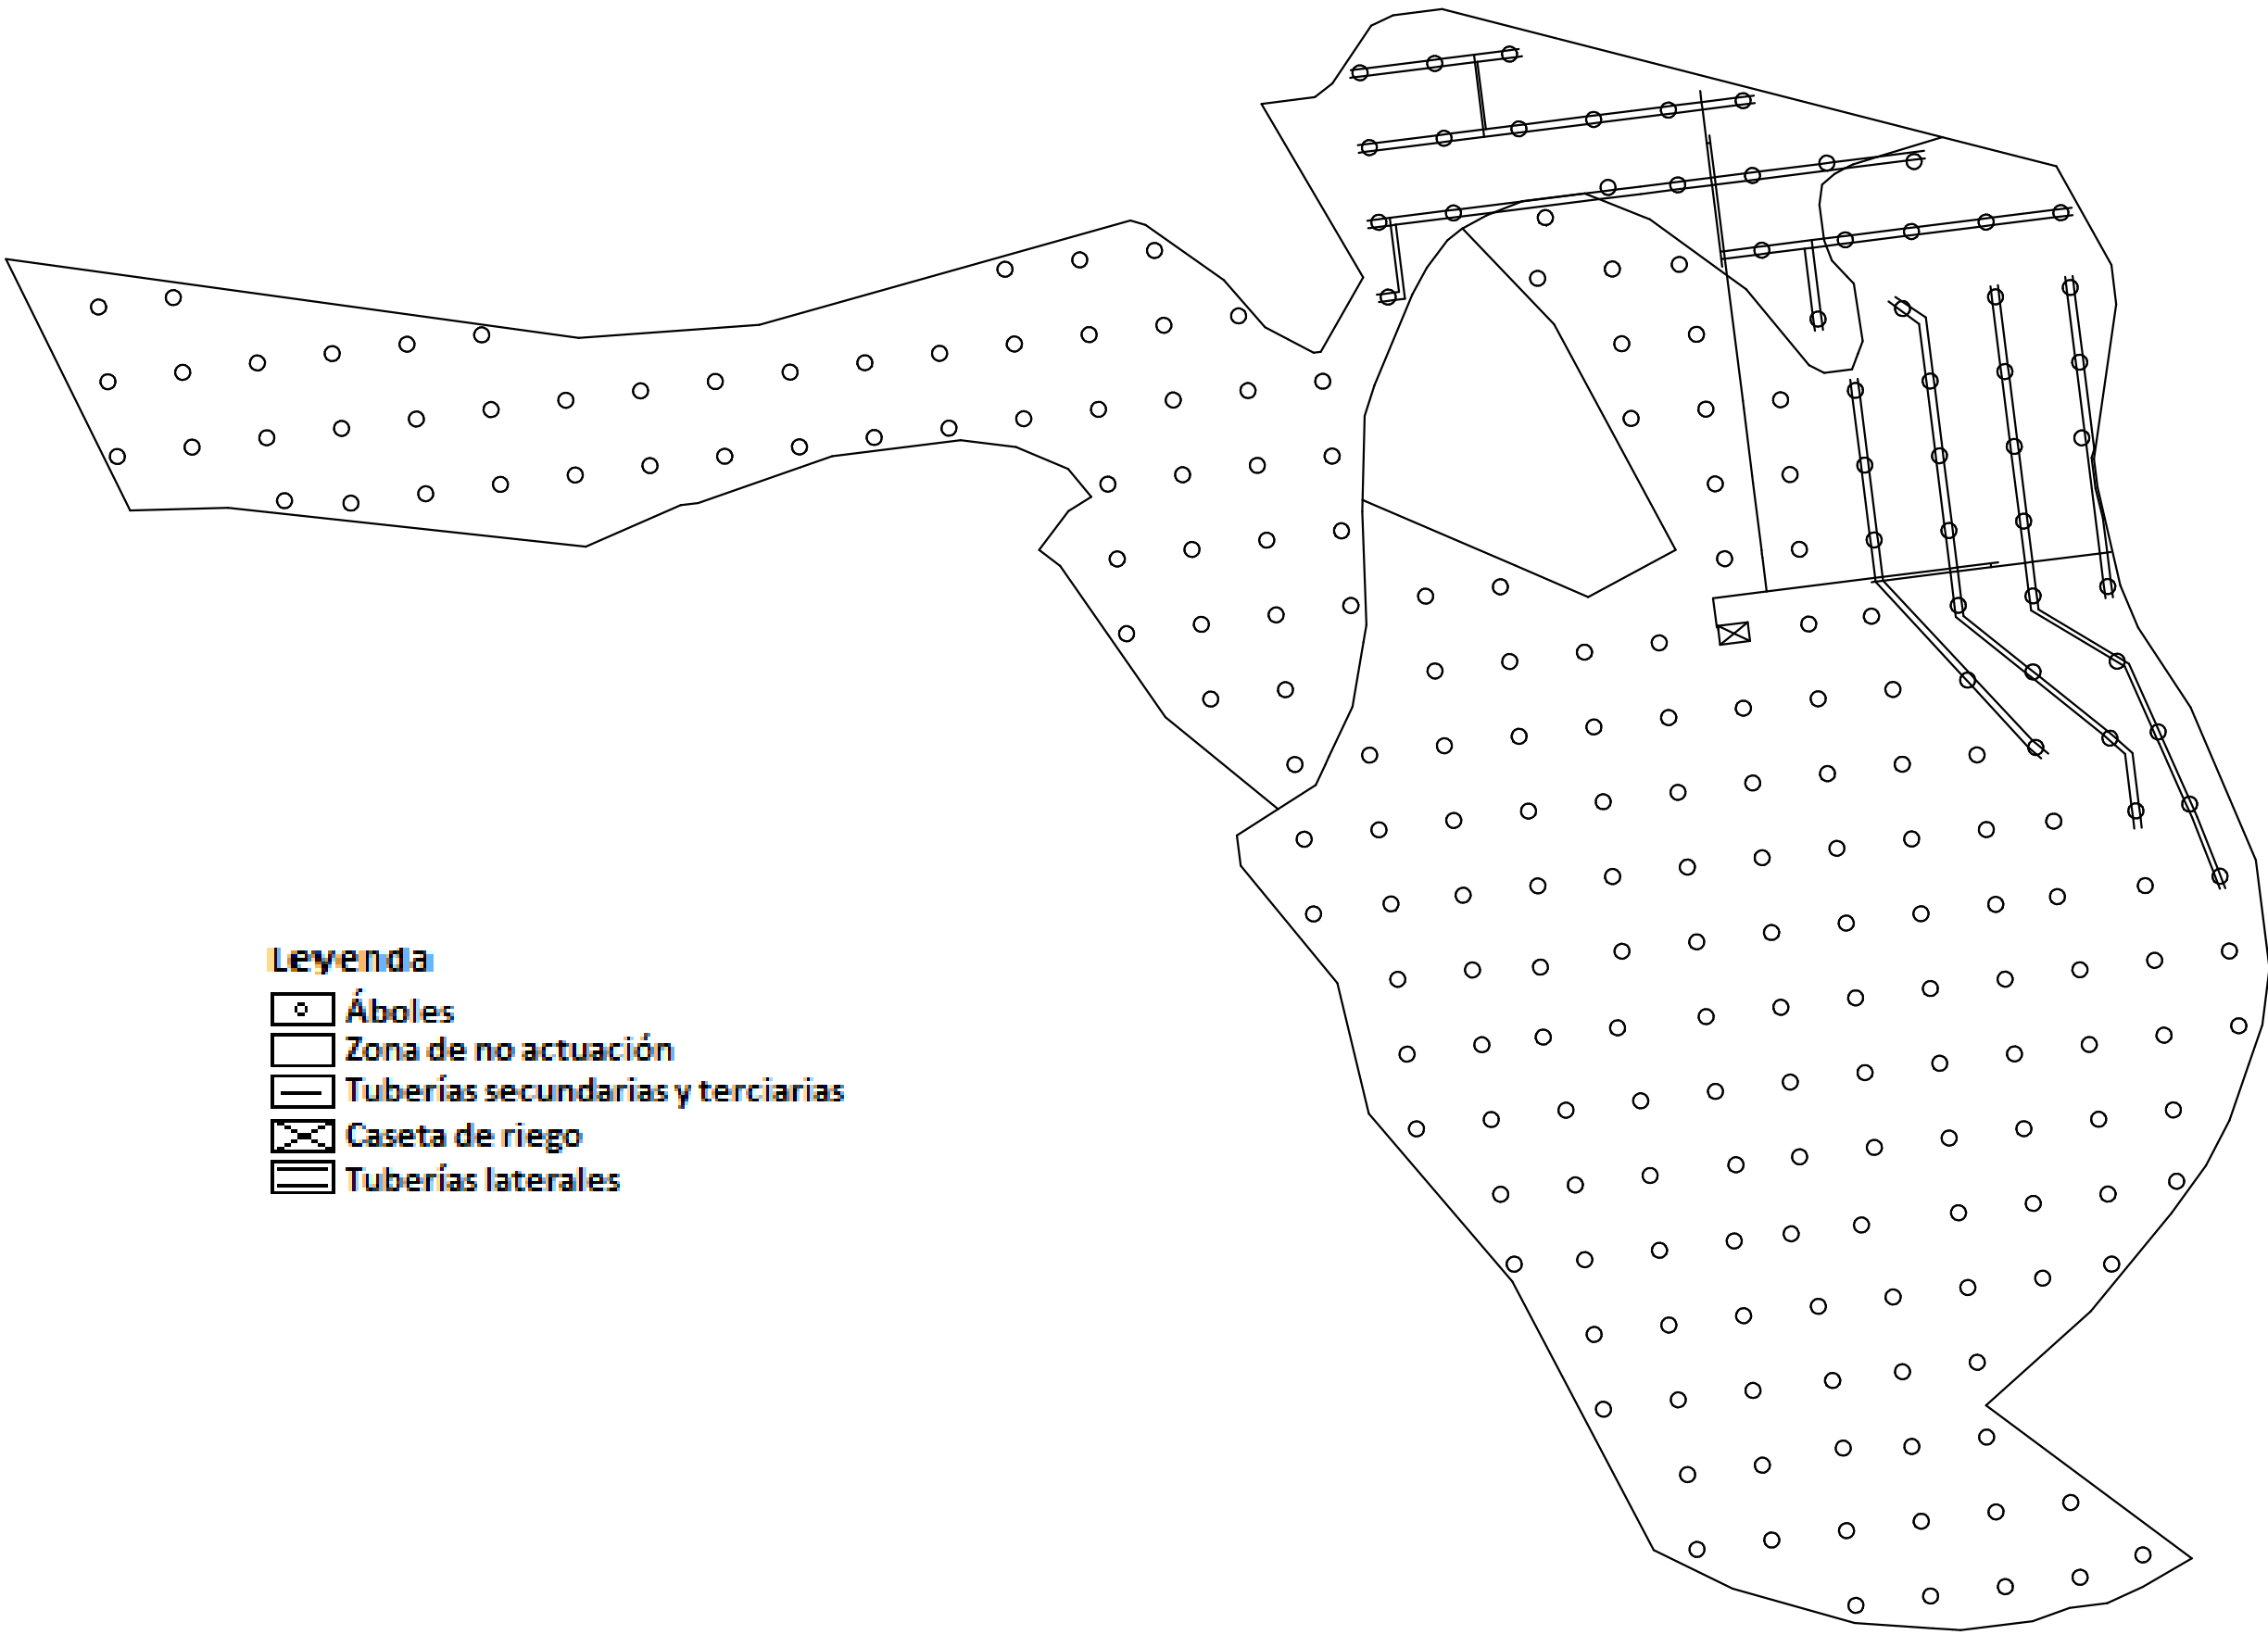 Leyenda
Áboles
Zona de no actuación
Tuberías secundarias y terciarias
Caseta de riego
Tuberías laterales